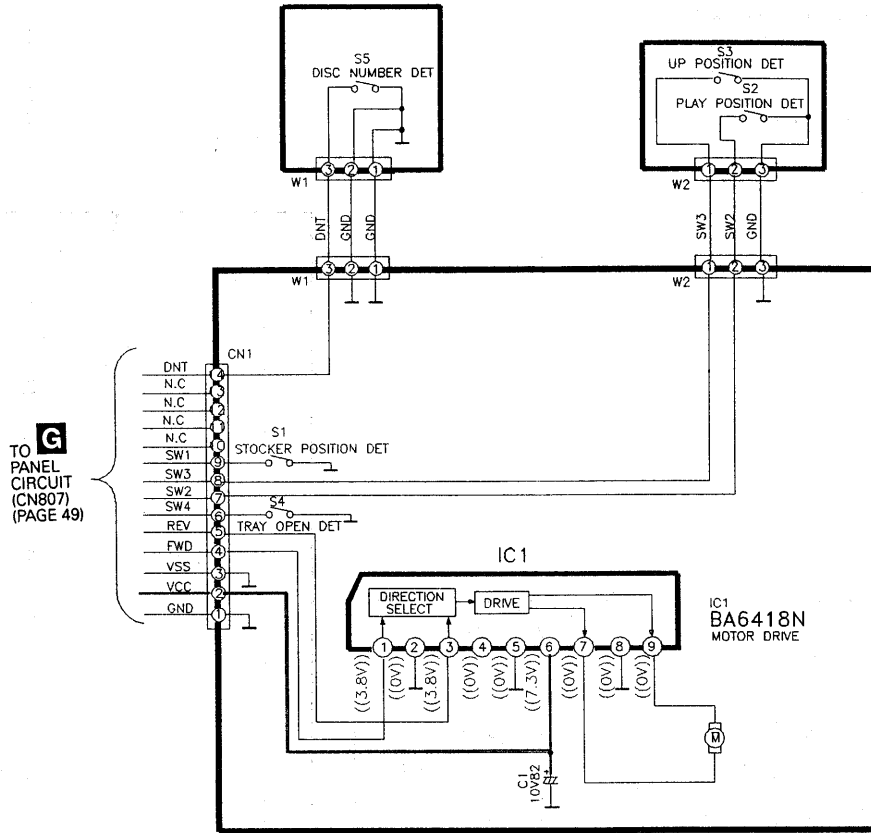 S5
DISC NUMBER DET
3 2 1
W1
DNT
GND
GND
3 2 1
W1
S3
UP POSITION DET
S2
PLAY POSITION DET
1 2 3
W2
SW3
SW2
GND
1 2 3
W2
CN1
DNT 4
N.C 3
N.C 2
N.C 1
N.C 0
SW1 9
SW3 8
SW2 7
SW4 6
REV 5
FWD 4
VSS 3
VCC 2
GND 1
TO G
PANEL
CIRCUIT
(CN807)
(PAGE 49)
S1
STOCKER POSITION DET
S4
TRAY OPEN DET
IC1
DIRECTION
SELECT
DRIVE
1 2 3 4 5 6 7 8 9
((3.8V))
((0V))
((3.8V))
((0V))
((0V))
((7.3V))
((0V))
((0V))
((0V))
IC1
BA6418N
MOTOR DRIVE
M
+
C1
10V82